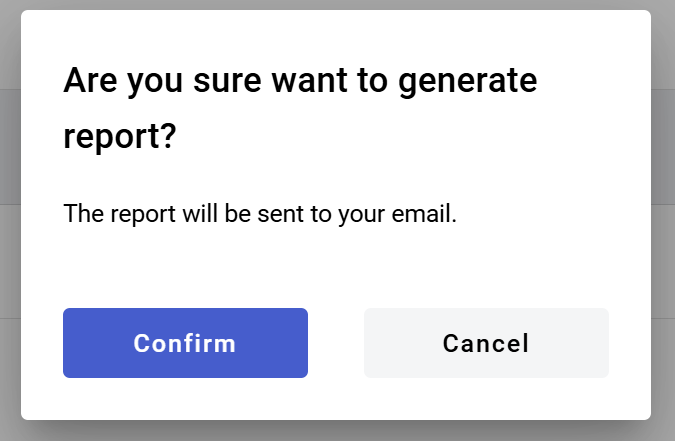 Are you sure want to generate
report?
The report will be sent to your email.
Confirm
Cancel